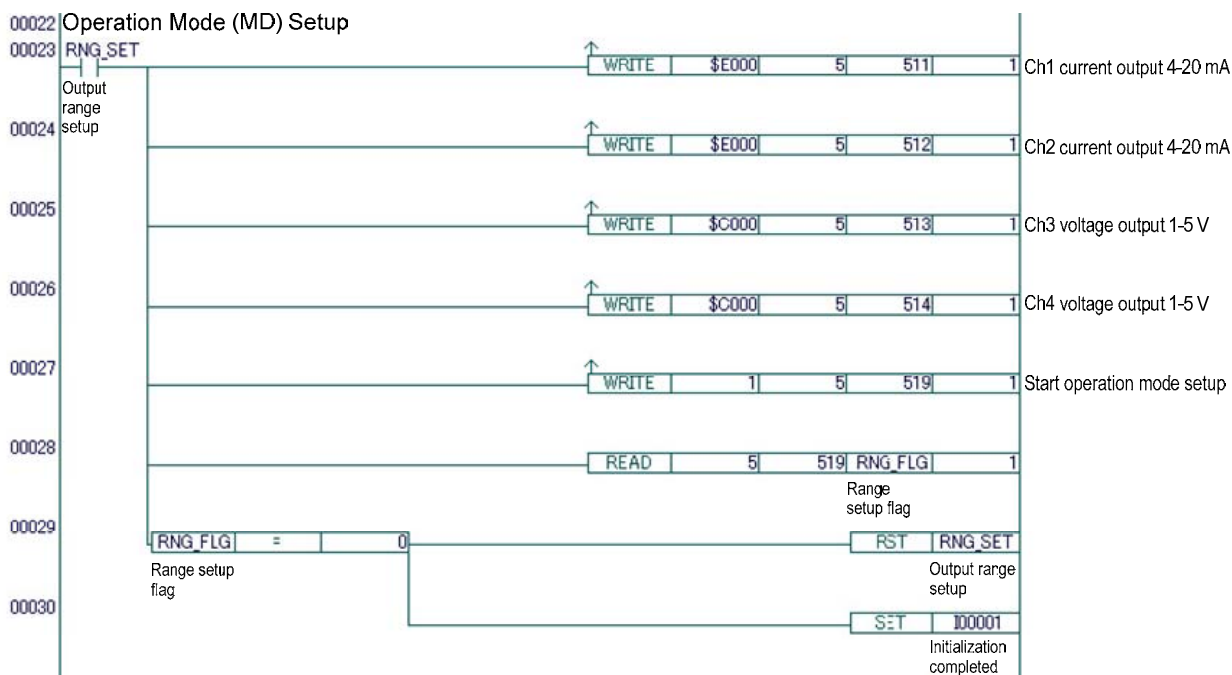 00022 Operation Mode (MD) Setup
00023 RNG_SET
WRITE $E000 5 511 1 Ch1 current output 4-20 mA
Output
range
setup
00024
WRITE $E000 5 512 1 Ch2 current output 4-20 mA
00025
WRITE $C000 5 513 1 Ch3 voltage output 1-5 V
00026
WRITE $C000 5 514 1 Ch4 voltage output 1-5 V
00027
WRITE 1 5 519 1 Start operation mode setup
00028
READ 5 519 RNG_FLG 1
Range
setup flag
00029
RNG_FLG = 0 RST RNG_SET
Range setup
flag
Output range
setup
00030
SET I00001
Initialization
completed